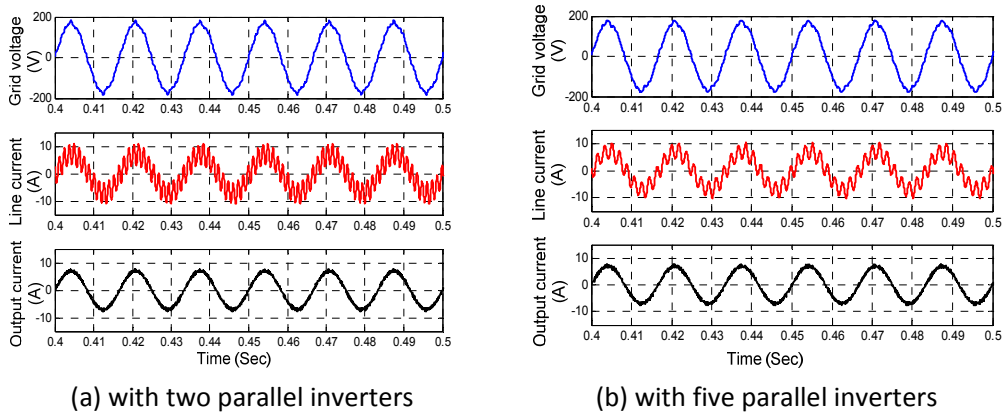 Grid voltage
(V)
200
0
-200
0.4 0.41 0.42 0.43 0.44 0.45 0.46 0.47 0.48 0.49 0.5
Line current
(A)
10
0
-10
0.4 0.41 0.42 0.43 0.44 0.45 0.46 0.47 0.48 0.49 0.5
Output current
(A)
10
0
-10
0.4 0.41 0.42 0.43 0.44 0.45 0.46 0.47 0.48 0.49 0.5
Time (Sec)
(a) with two parallel inverters
Grid voltage
(V)
200
0
-200
0.4 0.41 0.42 0.43 0.44 0.45 0.46 0.47 0.48 0.49 0.5
Line current
(A)
10
0
-10
0.4 0.41 0.42 0.43 0.44 0.45 0.46 0.47 0.48 0.49 0.5
Output current
(A)
10
0
-10
0.4 0.41 0.42 0.43 0.44 0.45 0.46 0.47 0.48 0.49 0.5
Time (Sec)
(b) with five parallel inverters